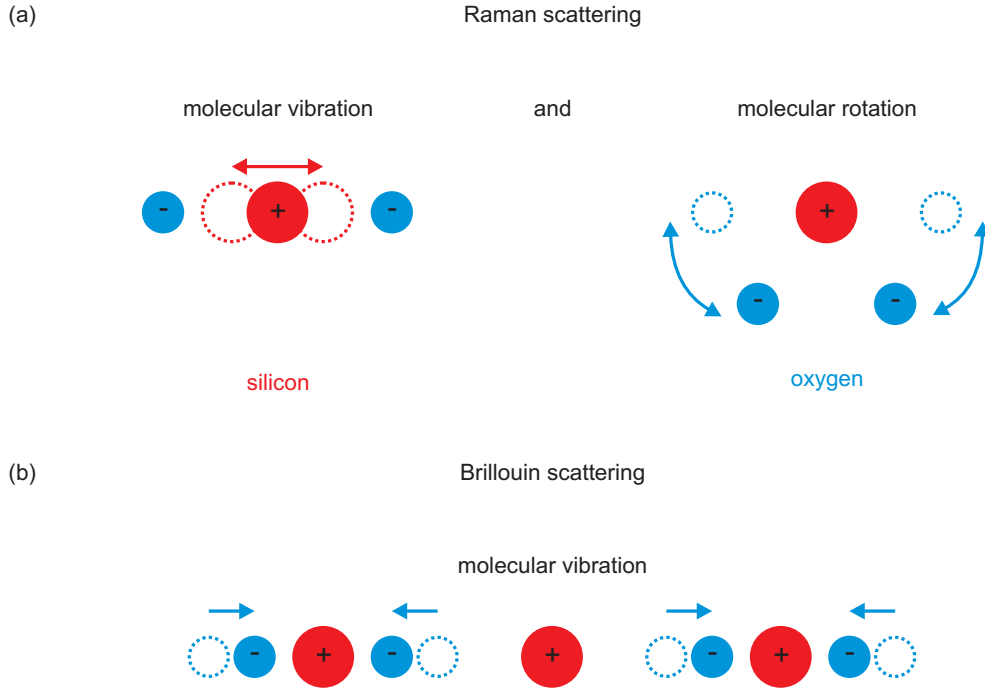 (a) Raman scattering
molecular vibration and molecular rotation
- + - +
- -
silicon oxygen
(b) Brillouin scattering
molecular vibration
- + - + - + -